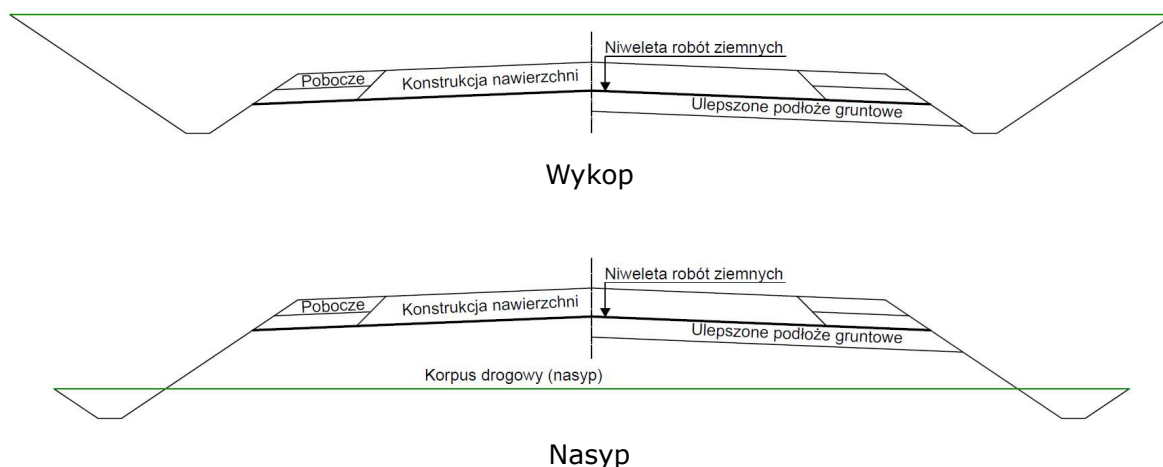 Niweleta robót ziemnych
Pobocze
Konstrukcja nawierzchni
Ulepszone podłoże gruntowe
Wykop
Niweleta robót ziemnych
Pobocze
Konstrukcja nawierzchni
Ulepszone podłoże gruntowe
Korpus drogowy (nasyp)
Nasyp